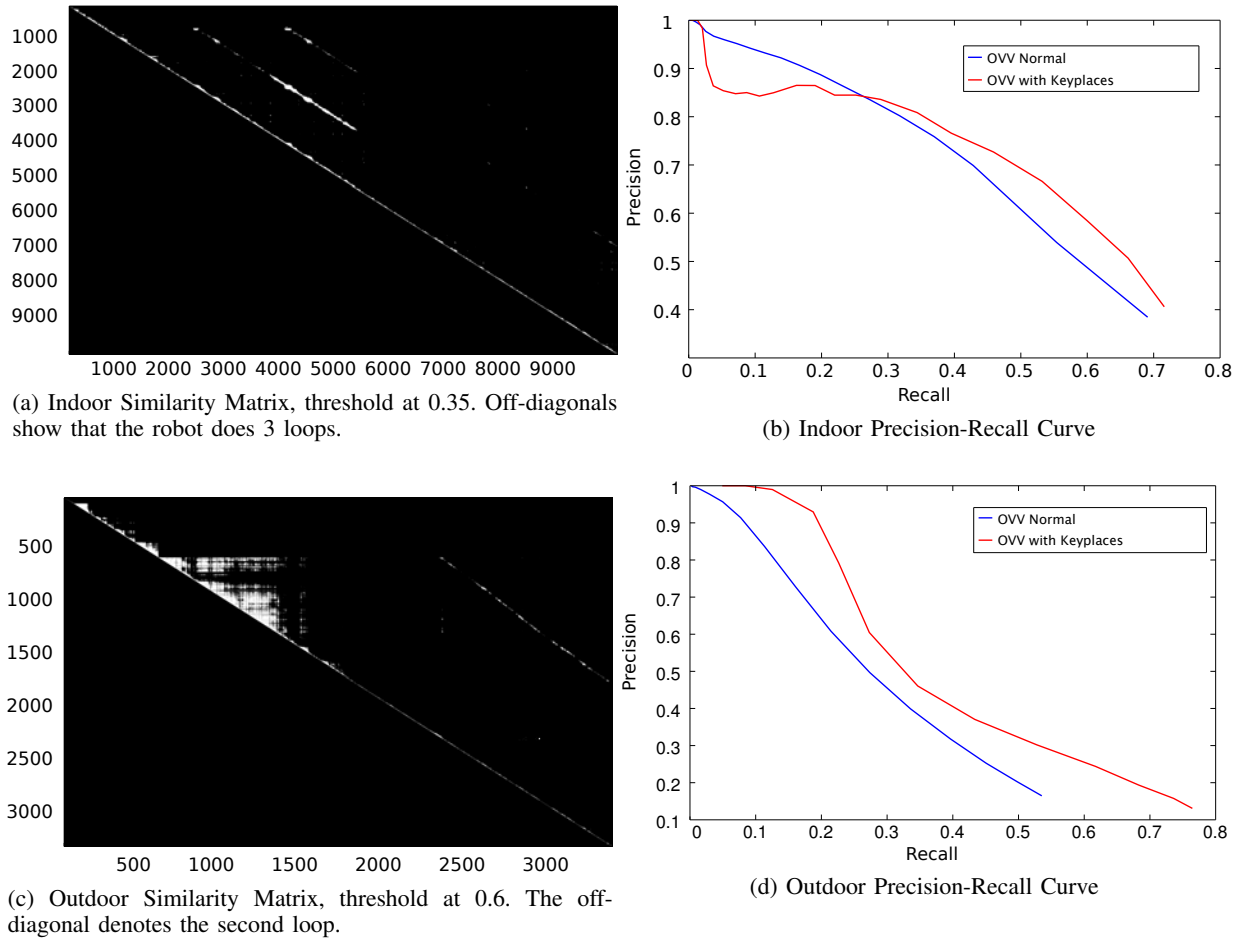 1000
2000
3000
4000
5000
6000
7000
8000
9000
1000 2000 3000 4000 5000 6000 7000 8000 9000
(a) Indoor Similarity Matrix, threshold at 0.35. Off-diagonals
show that the robot does 3 loops.
1
0.9
0.8
0.7
0.6
0.5
0.4
Precision
OVV Normal
OVV with Keyplaces
0 0.1 0.2 0.3 0.4 0.5 0.6 0.7 0.8
Recall
(b) Indoor Precision-Recall Curve
500
1000
1500
2000
2500
3000
500 1000 1500 2000 2500 3000
(c) Outdoor Similarity Matrix, threshold at 0.6. The off-
diagonal denotes the second loop.
1
0.9
0.8
0.7
0.6
0.5
0.4
0.3
0.2
0.1
Precision
OVV Normal
OVV with Keyplaces
0 0.1 0.2 0.3 0.4 0.5 0.6 0.7 0.8
Recall
(d) Outdoor Precision-Recall Curve